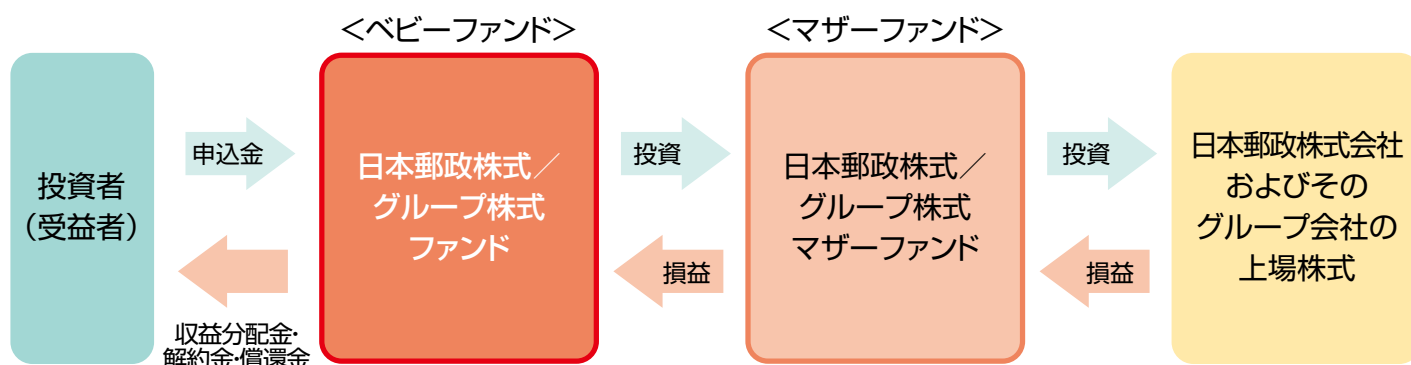 <ベビーファンド>
<マザーファンド>
投資者
(受益者)
申込金
収益分配金・
解約金・償還金
日本郵政株式/
グループ株式
ファンド
投資
損益
日本郵政株式/
グループ株式
マザーファンド
投資
損益
日本郵政株式会社
およびその
グループ会社の
上場株式